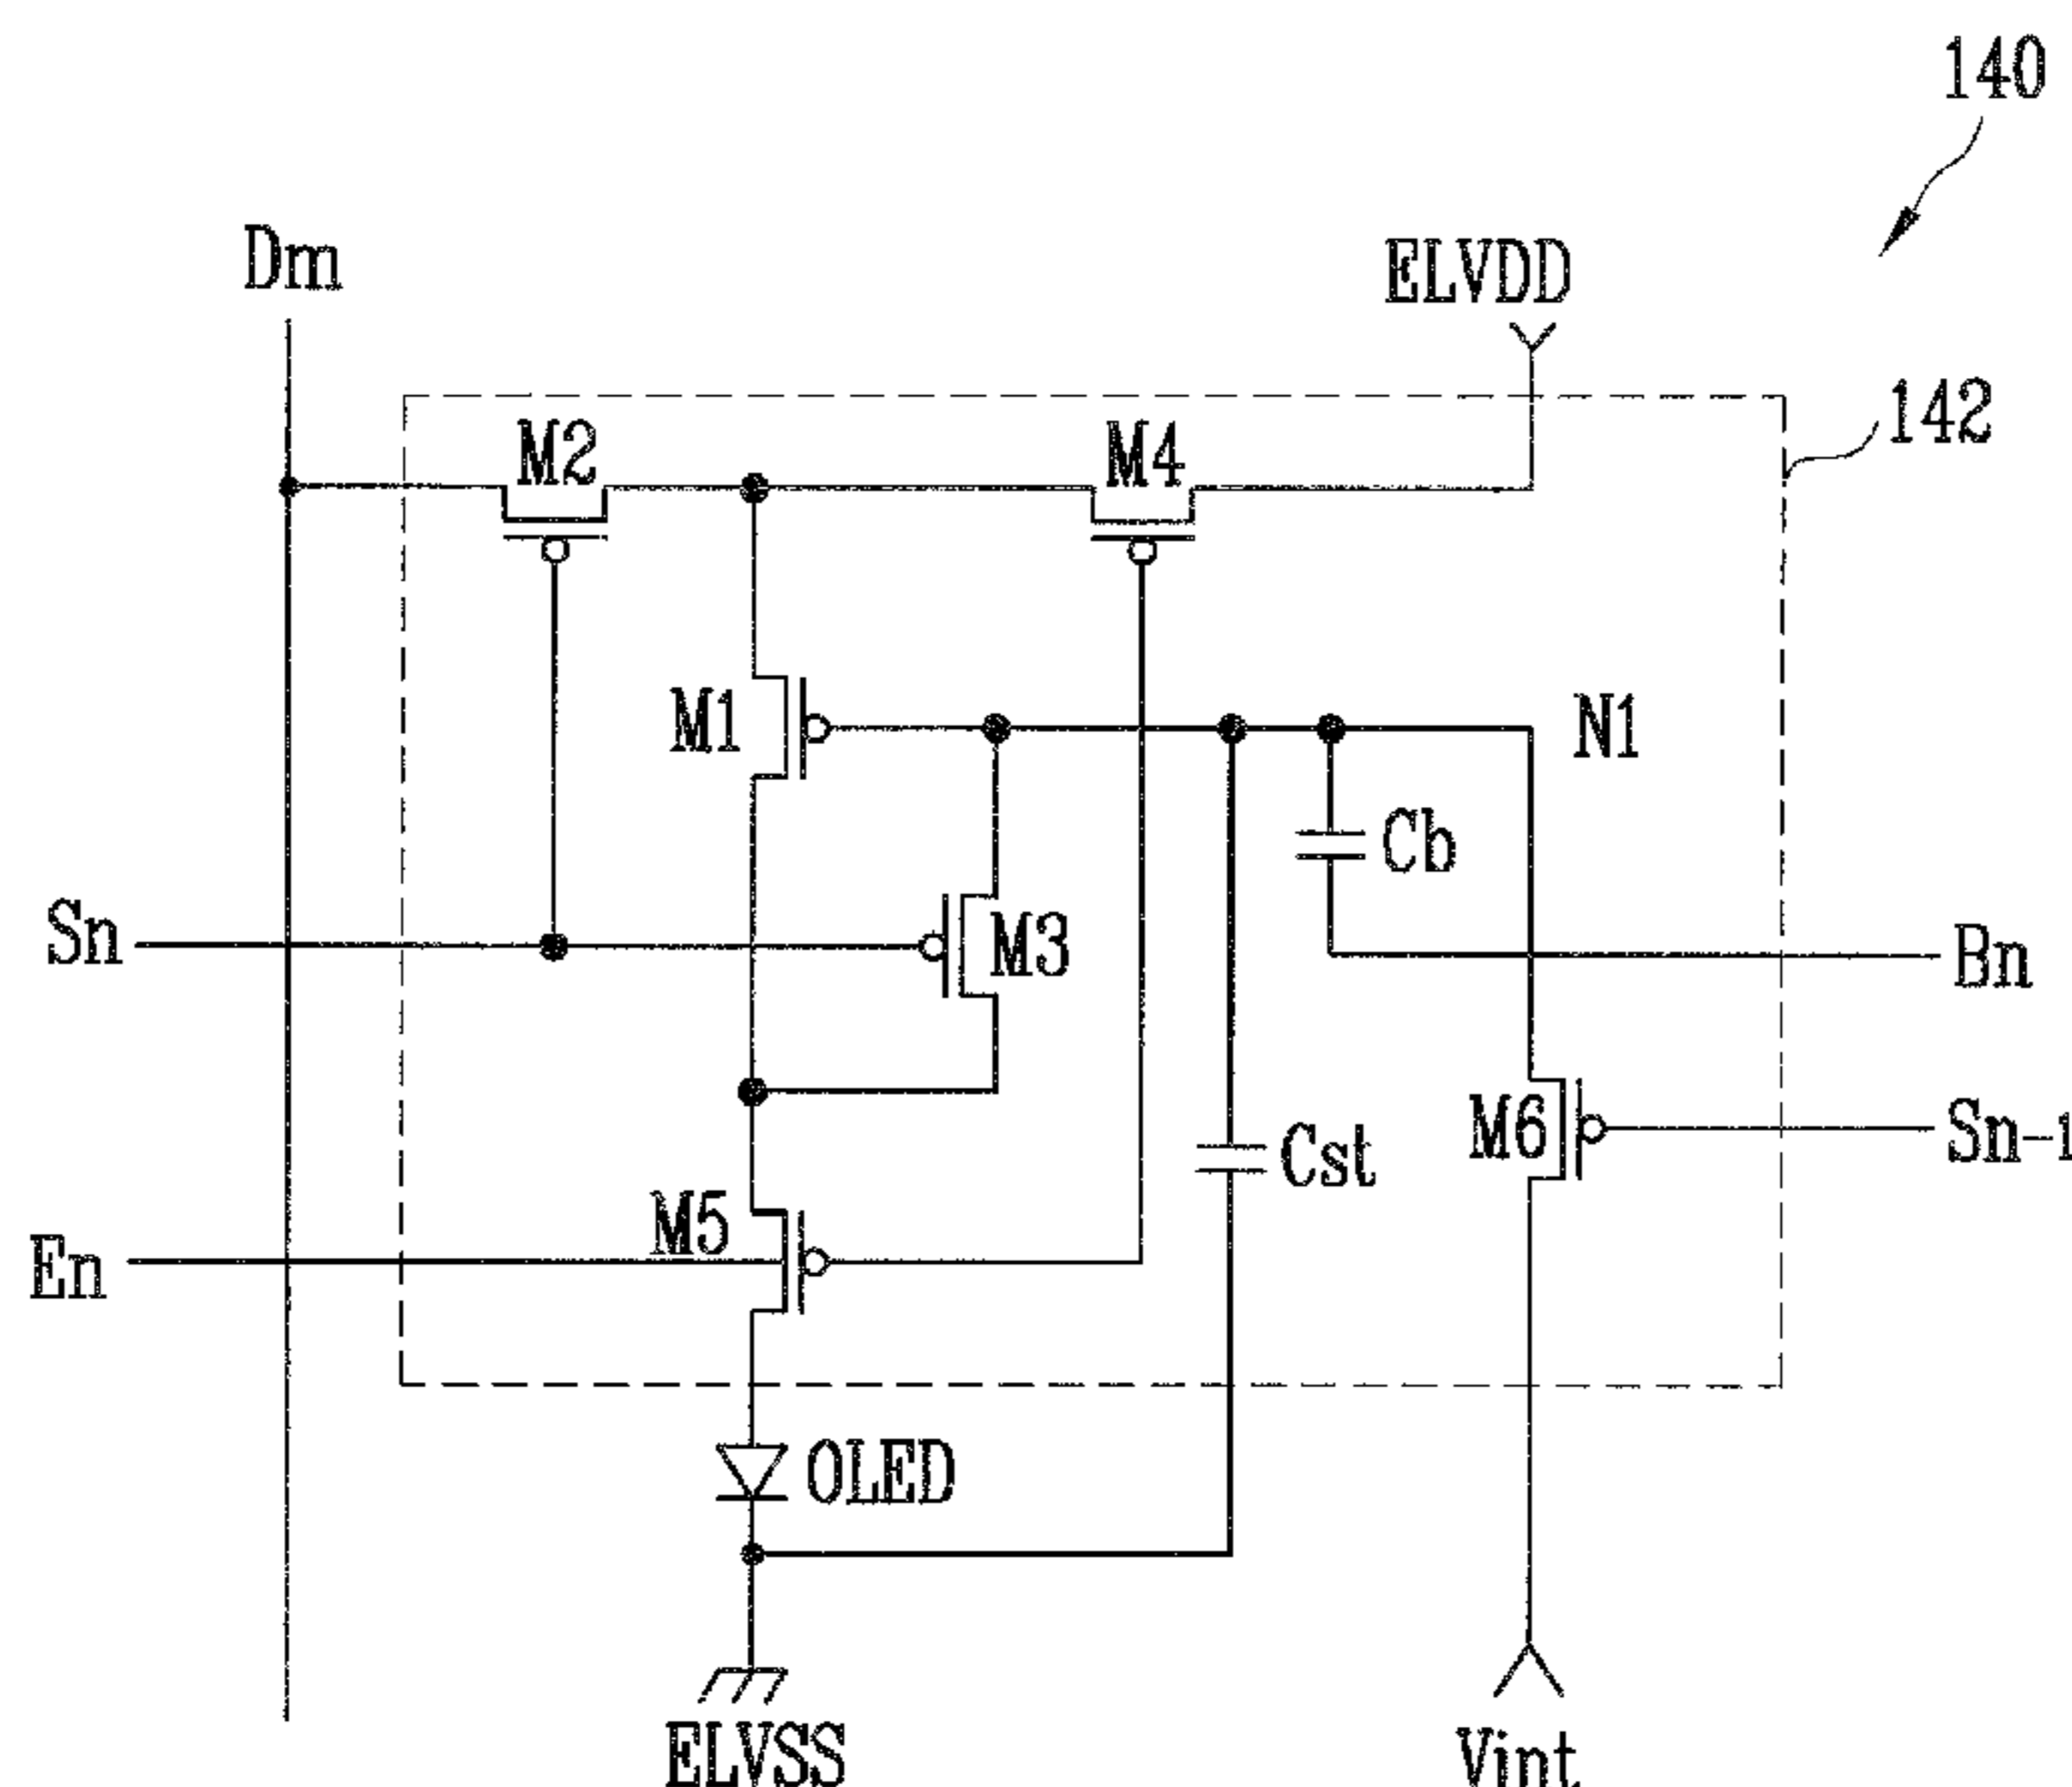 140
Dm
ELVDD
142
M2
M4
M1
N1
Cb
Sn
M3
Bn
M6
Sn-1
Cst
M5
En
OLED
ELVSS
Vint